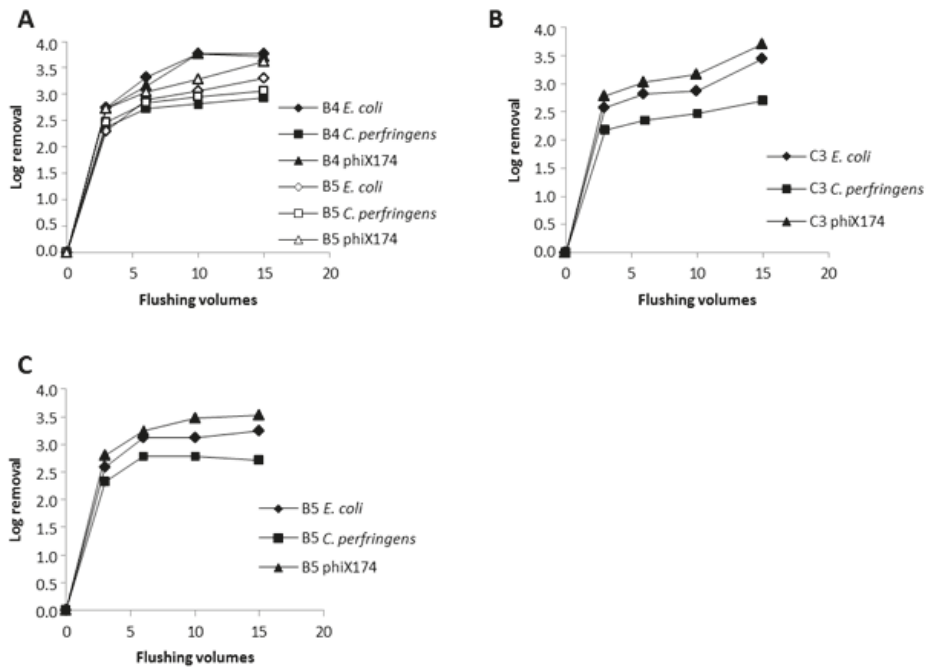 A
4.0
3.5
3.0
2.5
2.0
1.5
1.0
0.5
0.0
Log removal
0 5 10 15 20
Flushing volumes
B4 E. coli
B4 C. perfringens
B4 phiX174
B5 E. coli
B5 C. perfringens
B5 phiX174
B
4.0
3.5
3.0
2.5
2.0
1.5
1.0
0.5
0.0
Log removal
0 5 10 15 20
Flushing volumes
C3 E. coli
C3 C. perfringens
C3 phiX174
C
4.0
3.5
3.0
2.5
2.0
1.5
1.0
0.5
0.0
Log removal
0 5 10 15 20
Flushing volumes
B5 E. coli
B5 C. perfringens
B5 phiX174